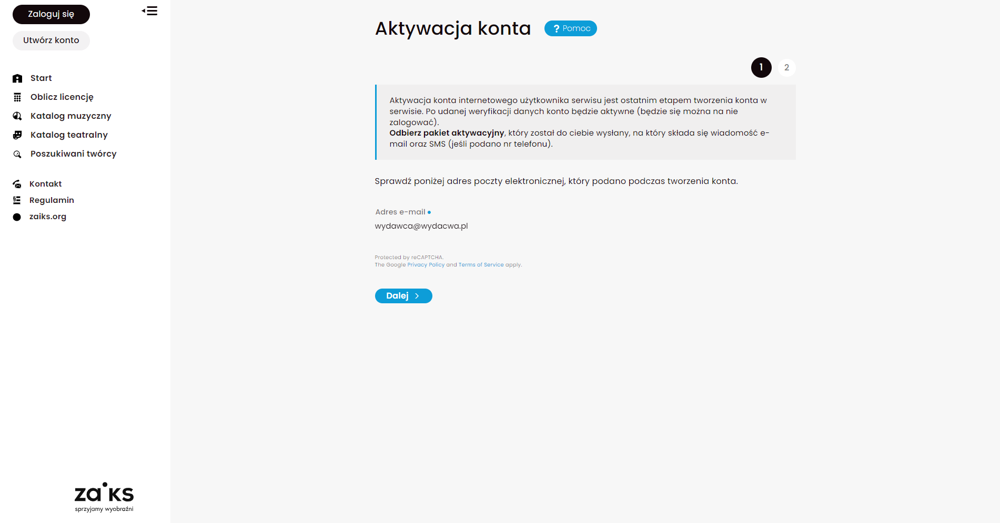 Zaloguj się
Utwórz konto
Start
Oblicz licencję
Katalog muzyczny
Katalog teatralny
Poszukiwani twórcy
Kontakt
Regulamin
zaiks.org
zaiks
sprzyjamy wyobraźni
Aktywacja konta
? Pomoc
1 2
Aktywacja konta internetowego użytkownika serwisu jest ostatnim etapem tworzenia konta w
serwisie. Po udanej weryfikacji danych konto będzie aktywne (będzie się można na nie
zalogować).
Odbierz pakiet aktywacyjny, który został do ciebie wysłany, na który składa się wiadomość e-
mail oraz SMS (jeśli podano nr telefonu).
Sprawdź poniżej adres poczty elektronicznej, który podano podczas tworzenia konta.
Adres e-mail
wydawca@wydacwa.pl
Protected by reCAPTCHA.
The Google Privacy Policy and Terms of Service apply.
Dalej